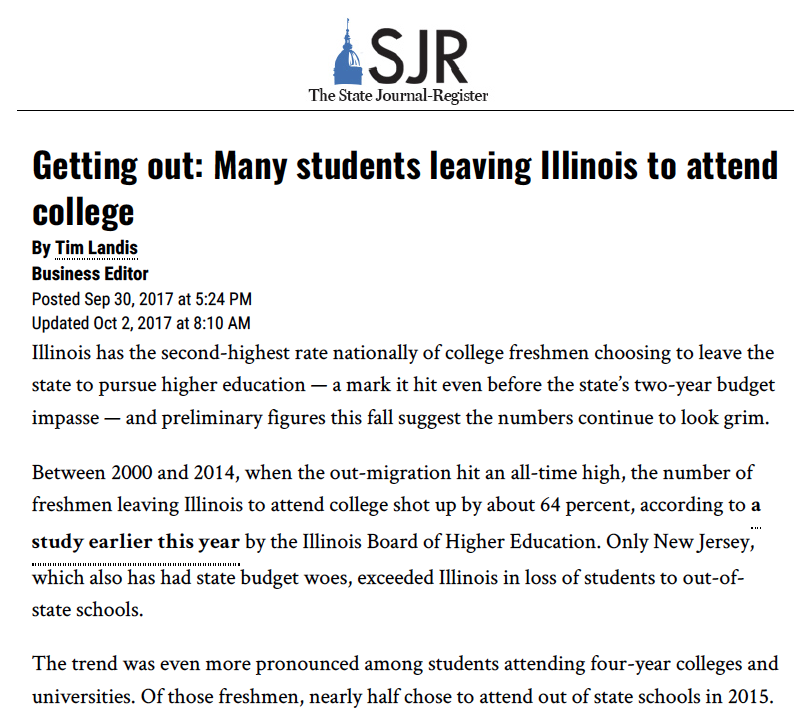 SJR
The State Journal-Register
Getting out: Many students leaving Illinois to attend
college
By Tim Landis
Business Editor
Posted Sep 30, 2017 at 5:24 PM
Updated Oct 2, 2017 at 8:10 AM
Illinois has the second-highest rate nationally of college freshmen choosing to leave the
state to pursue higher education — a mark it hit even before the state’s two-year budget
impasse — and preliminary figures this fall suggest the numbers continue to look grim.
Between 2000 and 2014, when the out-migration hit an all-time high, the number of
freshmen leaving Illinois to attend college shot up by about 64 percent, according to a
study earlier this year by the Illinois Board of Higher Education. Only New Jersey,
which also has had state budget woes, exceeded Illinois in loss of students to out-of-
state schools.
The trend was even more pronounced among students attending four-year colleges and
universities. Of those freshmen, nearly half chose to attend out of state schools in 2015.